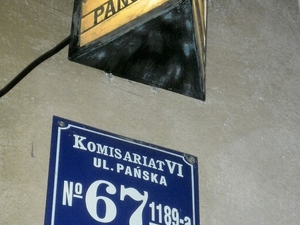 KOMISARIAT VI
UL. PAŃSKA
№ 67 1189-a